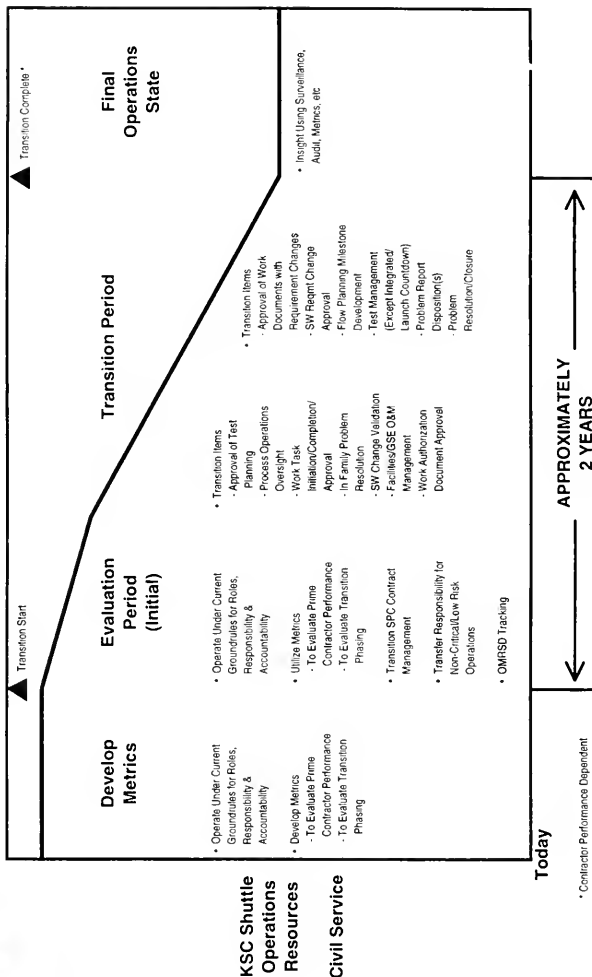 Transition Start
Transition Complete *
Develop
Metrics
Evaluation
Period
(Initial)
Transition Period
Final
Operations
State
KSC Shuttle
Operations
Resources
Civil Service
• Operate Under Current
Groundrules for Roles,
Responsibility &
Accountability
• Develop Metrics
- To Evaluate Prime
Contractor Performance
- To Evaluate Transition
Phasing
• Operate Under Current
Groundrules for Roles,
Responsibility &
Accountability
• Utilize Metrics
- To Evaluate Prime
Contractor Performance
- To Evaluate Transition
Phasing
• Transition SPC Contract
Management
• Transfer Responsibility for
Non-Critical/Low Risk
Operations
• OMRSD Tracking
• Transition Items
- Approval of Test
Planning
- Process Operations
Oversight
- Work Task
Initiation/Completion/
Approval
- In Family Problem
Resolution
- SW Change Validation
- Facilities/GSE O&M
Management
- Work Authorization
Document Approval
• Transition Items
- Approval of Work
Documents with
Requirement Changes
- SW Reqmt Change
Approval
- Flow Planning Milestone
Development
- Test Management
(Except Integrated/
Launch Countdown)
- Problem Report
Disposition(s)
- Problem
Resolution/Closure
• Insight Using Surveillance,
Audit, Metrics, etc
Today
APPROXIMATELY
2 YEARS
* Contractor Performance Dependent